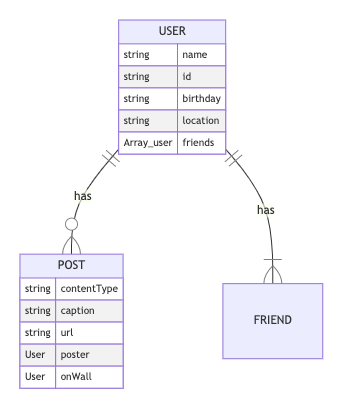 USER
string name
string id
string birthday
string location
Array_user friends
has
has
POST
string contentType
string caption
string url
User poster
User onWall
FRIEND